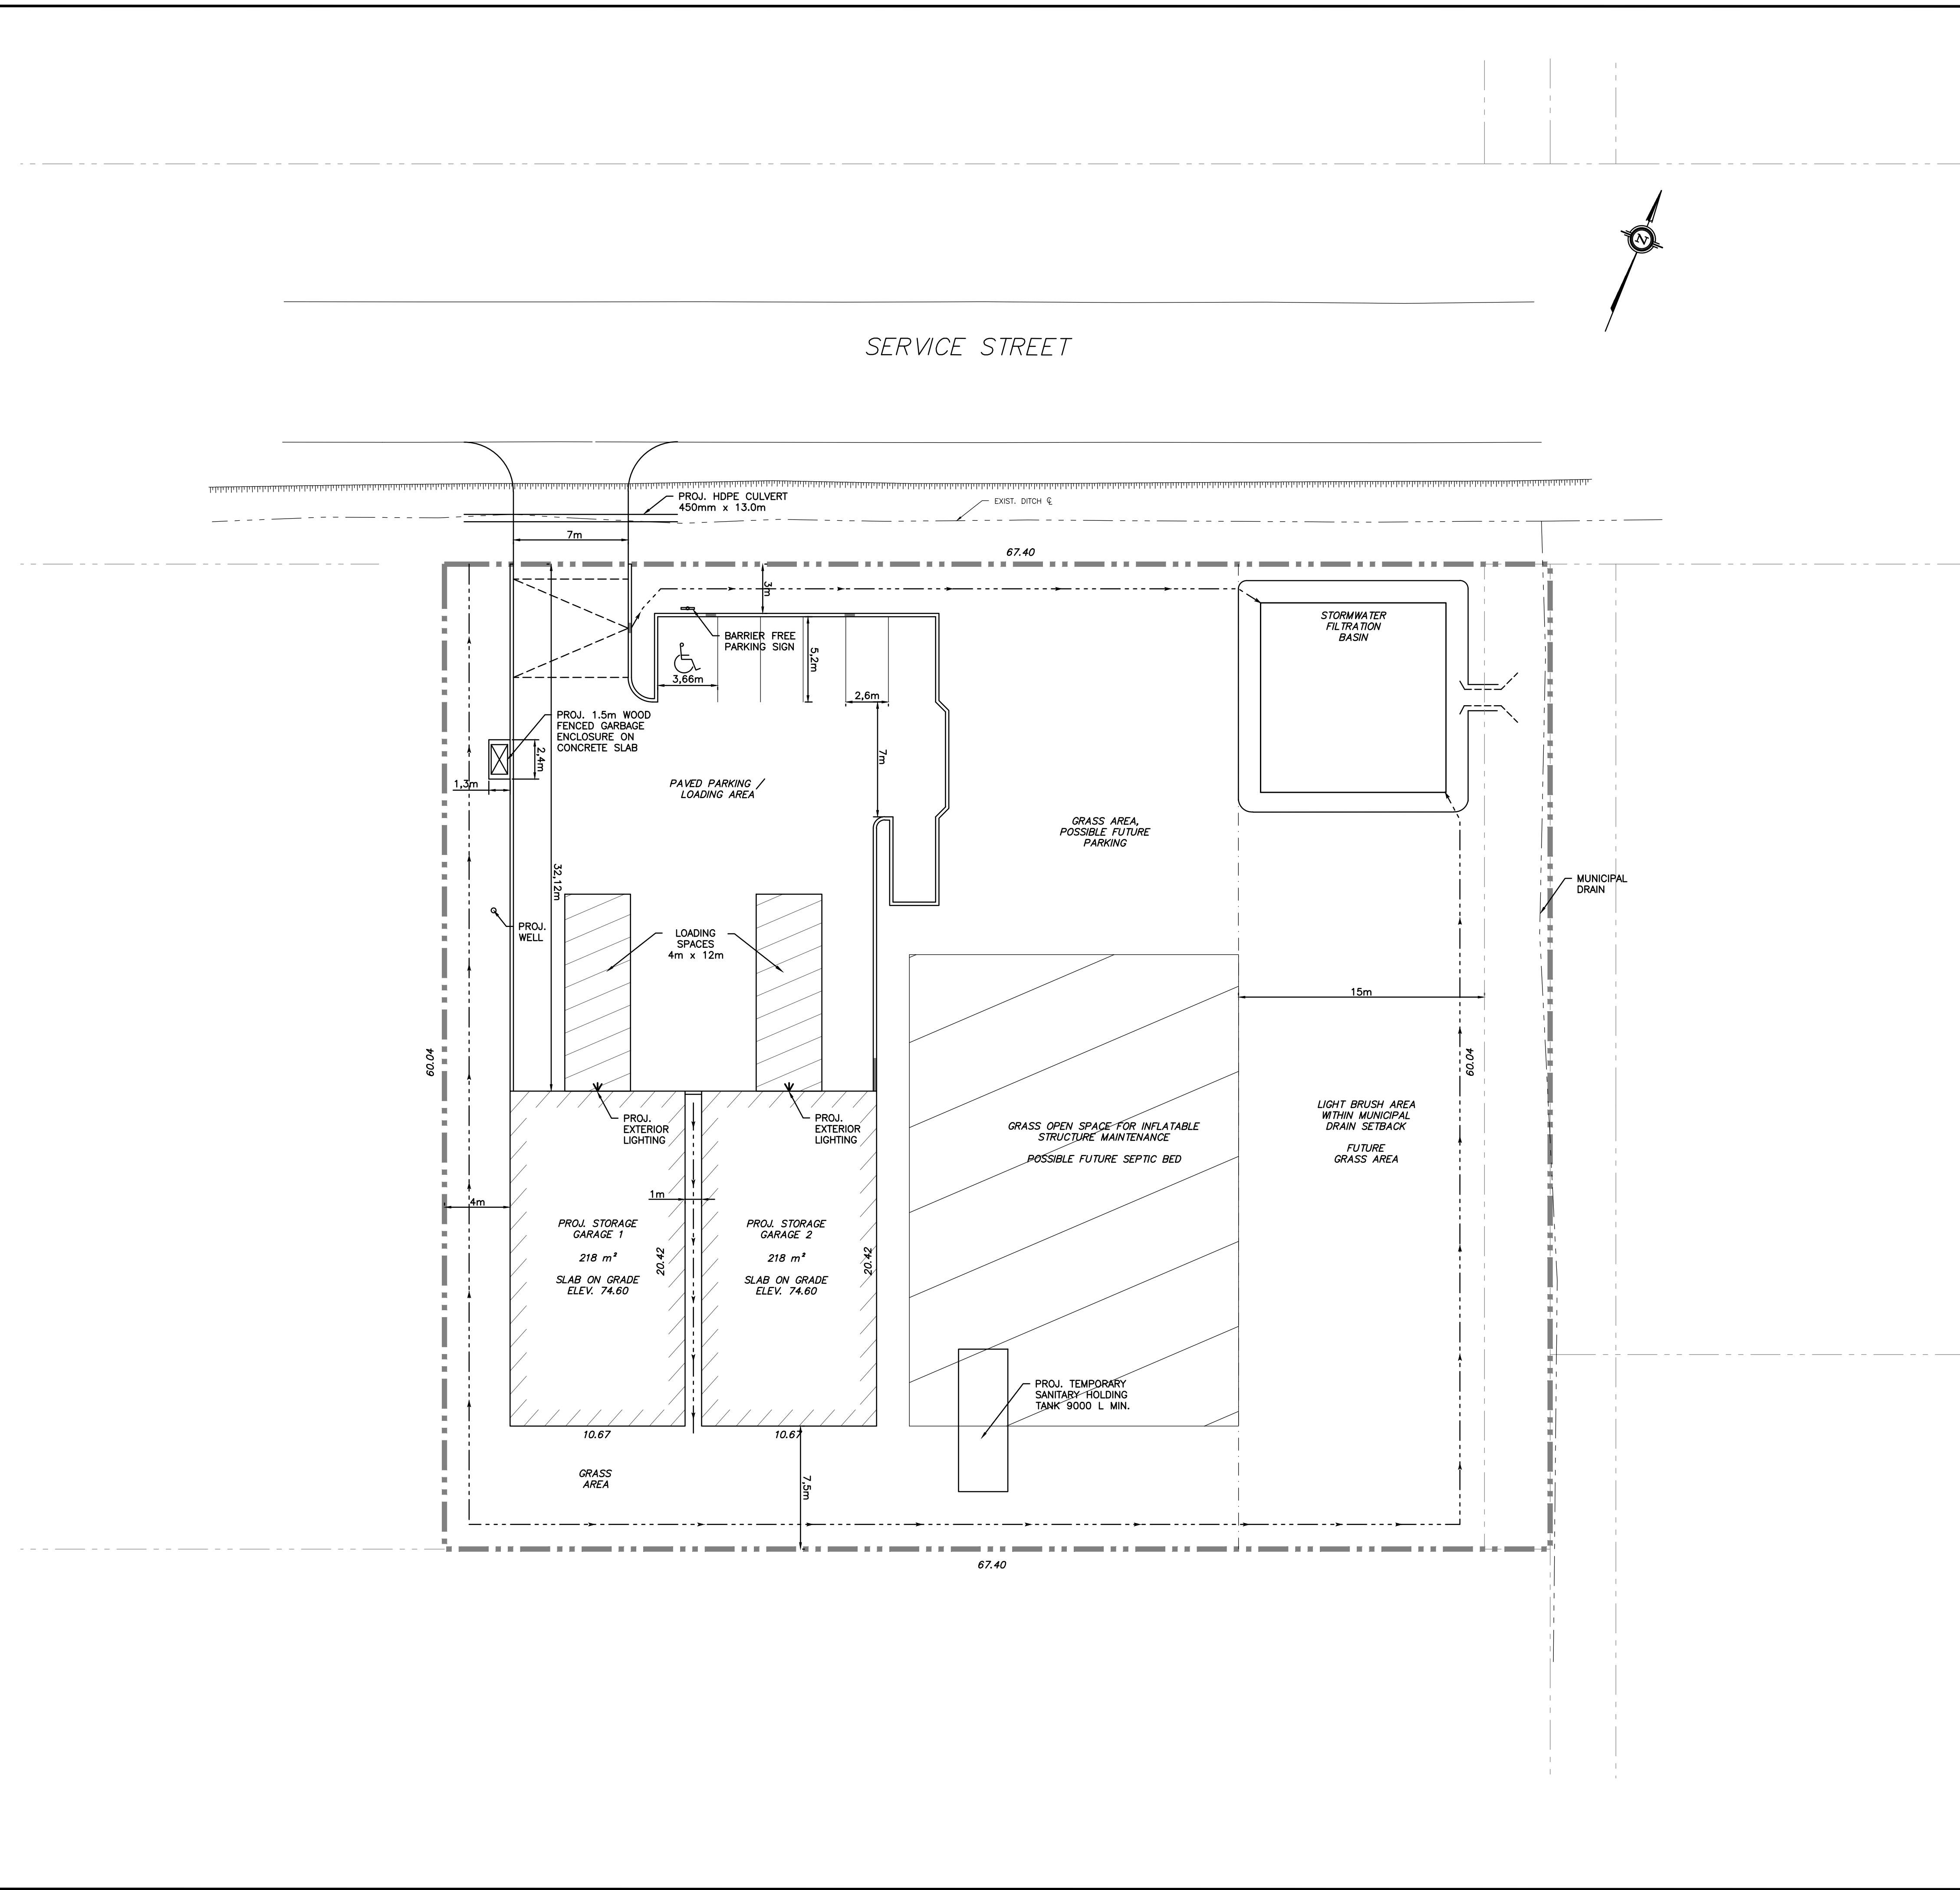 N
SERVICE STREET
PROJ. HDPE CULVERT
450mm x 13.0m
EXIST. DITCH ℄
7m
67.40
3m
STORMWATER
FILTRATION
BASIN
BARRIER FREE
PARKING SIGN
5,2m
3,66m
2,6m
PROJ. 1.5m WOOD
FENCED GARBAGE
ENCLOSURE ON
CONCRETE SLAB
2,4m
1,3m
7m
PAVED PARKING /
LOADING AREA
GRASS AREA,
POSSIBLE FUTURE
PARKING
32,12m
MUNICIPAL
DRAIN
PROJ.
WELL
LOADING
SPACES
4m x 12m
15m
60.04
60.04
PROJ.
EXTERIOR
LIGHTING
PROJ.
EXTERIOR
LIGHTING
GRASS OPEN SPACE FOR INFLATABLE
STRUCTURE MAINTENANCE
POSSIBLE FUTURE SEPTIC BED
LIGHT BRUSH AREA
WITHIN MUNICIPAL
DRAIN SETBACK
FUTURE
GRASS AREA
4m
1m
PROJ. STORAGE
GARAGE 1
218 m²
SLAB ON GRADE
ELEV. 74.60
20.42
PROJ. STORAGE
GARAGE 2
218 m²
SLAB ON GRADE
ELEV. 74.60
20.42
PROJ. TEMPORARY
SANITARY HOLDING
TANK 9000 L MIN.
10.67
10.67
GRASS
AREA
7,5m
67.40